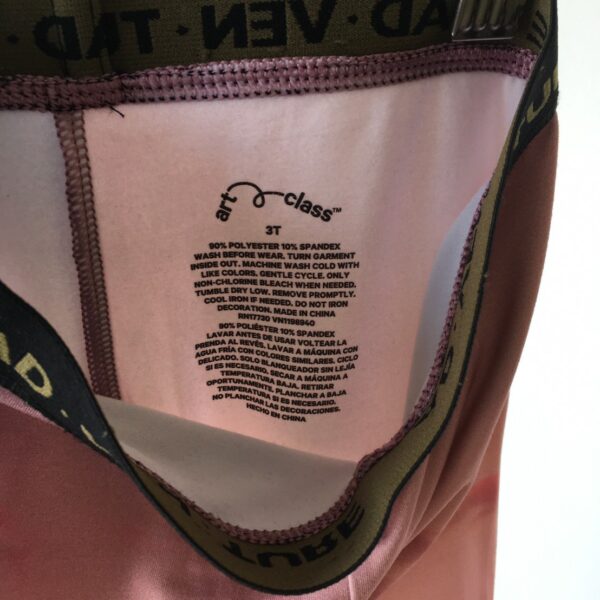 AD · VEN · TAD
art class™
3T
90% POLYESTER 10% SPANDEX
WASH BEFORE WEAR. TURN GARMENT
INSIDE OUT. MACHINE WASH COLD WITH
LIKE COLORS. GENTLE CYCLE. ONLY
NON-CHLORINE BLEACH WHEN NEEDED.
TUMBLE DRY LOW. REMOVE PROMPTLY.
COOL IRON IF NEEDED. DO NOT IRON
DECORATION. MADE IN CHINA
RN17730 VN1198940
90% POLIÉSTER 10% SPANDEX
LAVAR ANTES DE USAR VOLTEAR LA
PRENDA AL REVÉS. LAVAR A MÁQUINA CON
AGUA FRÍA CON COLORES SIMILARES. CICLO
DELICADO. SOLO BLANQUEADOR SIN LEJÍA
SI ES NECESARIO. SECAR A MÁQUINA A
TEMPERATURA BAJA. RETIRAR
OPORTUNAMENTE. PLANCHAR A BAJA
TEMPERATURA SI ES NECESARIO.
NO PLANCHAR LAS DECORACIONES.
HECHO EN CHINA
AD
TURE